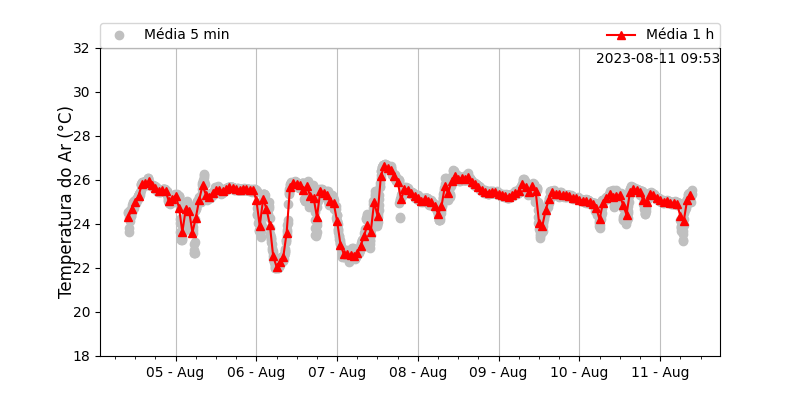 Média 5 min
Média 1 h
2023-08-11 09:53
Temperatura do Ar (°C)
32
30
28
26
24
22
20
18
05 - Aug
06 - Aug
07 - Aug
08 - Aug
09 - Aug
10 - Aug
11 - Aug